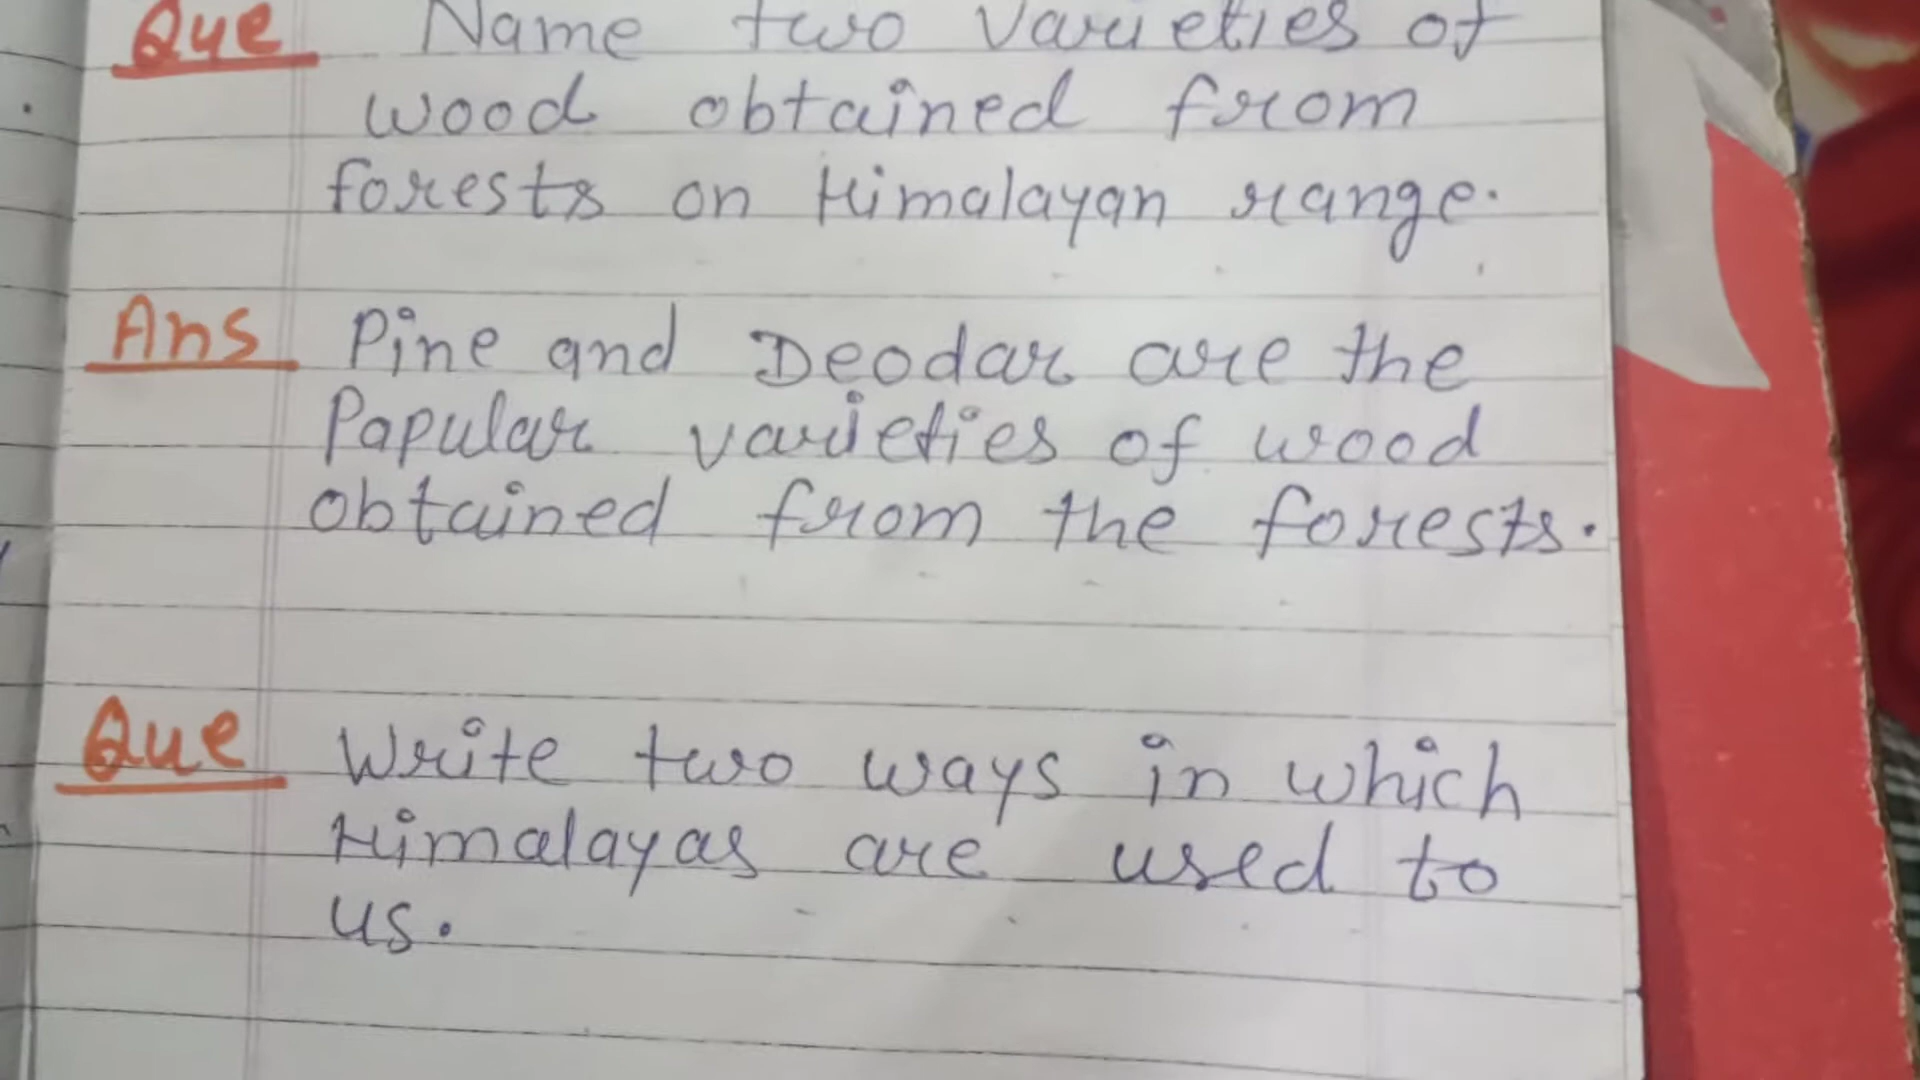 Que Name two varieties of
wood obtained from
forests on Himalayan range.
Ans Pine and Deodar are the
Papular varieties of wood
obtained from the forests.
Que Write two ways in which
Himalayas are used to
us.